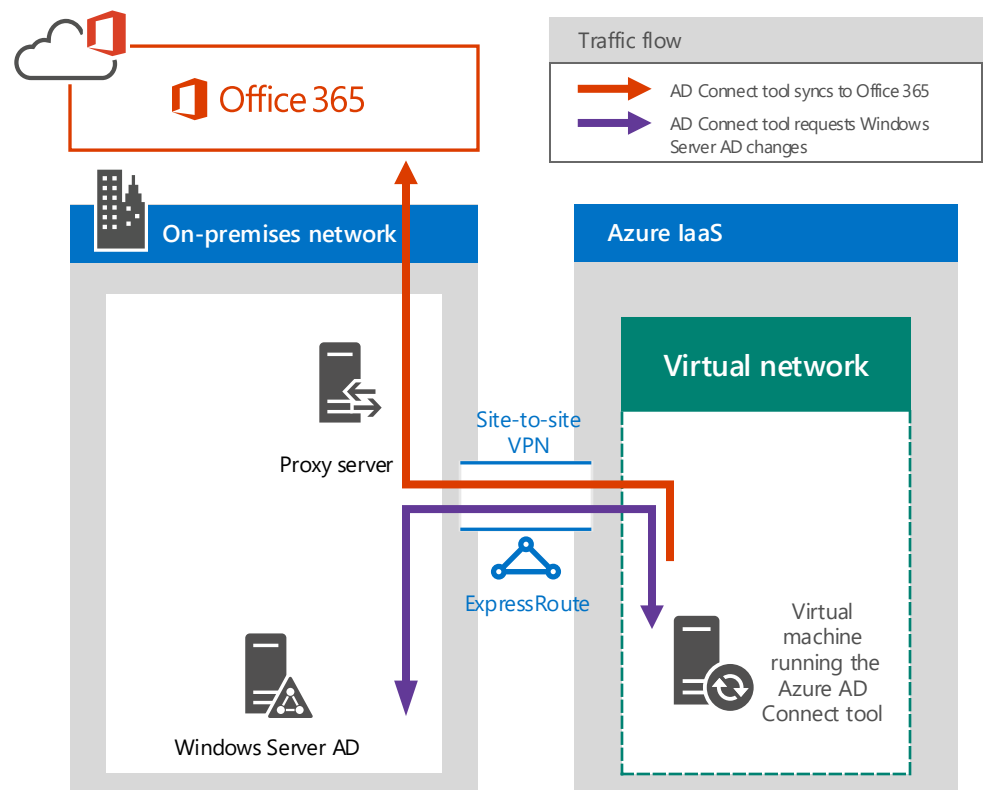 Office 365
Traffic flow
AD Connect tool syncs to Office 365
AD Connect tool requests Windows
Server AD changes
On-premises network
Azure IaaS
Virtual network
Proxy server
Site-to-site
VPN
ExpressRoute
Windows Server AD
Virtual
machine
running the
Azure AD
Connect tool